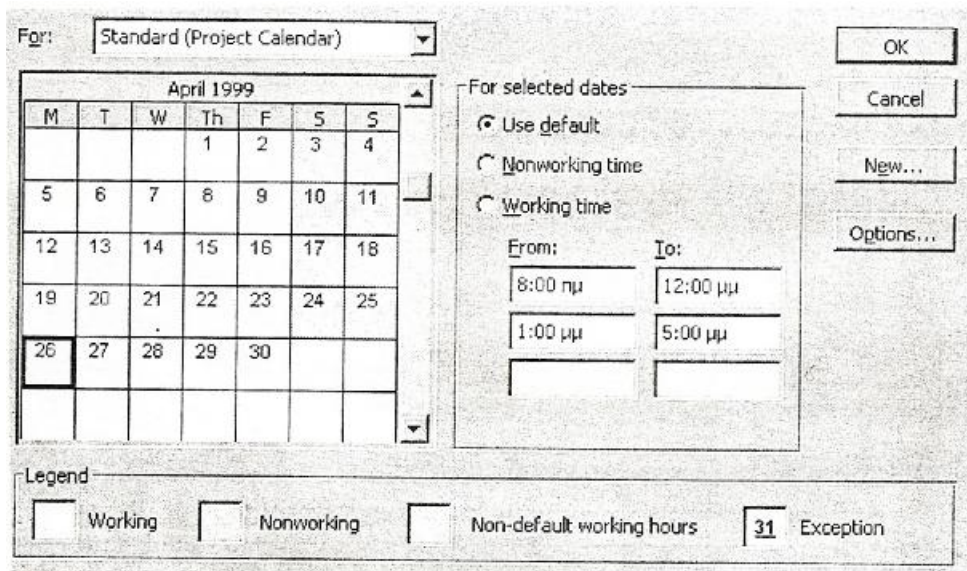 For: Standard (Project Calendar)
April 1999
M T W Th F S S
1 2 3 4
5 6 7 8 9 10 11
12 13 14 15 16 17 18
19 20 21 22 23 24 25
26 27 28 29 30
For selected dates
Use default
Nonworking time
Working time
From: To:
8:00 πμ 12:00 μμ
1:00 μμ 5:00 μμ
OK
Cancel
New...
Options...
Legend
Working Nonworking Non-default working hours 31 Exception